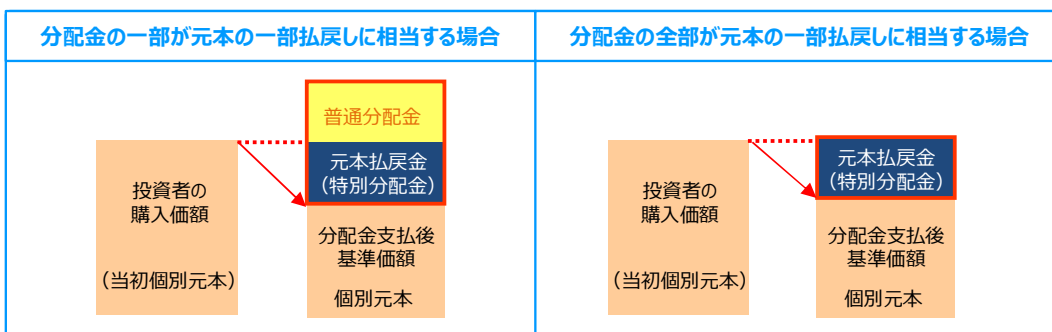 分配金の一部が元本の一部払戻しに相当する場合
普通分配金
元本払戻金
（特別分配金）
投資者の
購入価額
（当初個別元本）
分配金支払後
基準価額
個別元本
分配金の全部が元本の一部払戻しに相当する場合
元本払戻金
（特別分配金）
投資者の
購入価額
（当初個別元本）
分配金支払後
基準価額
個別元本